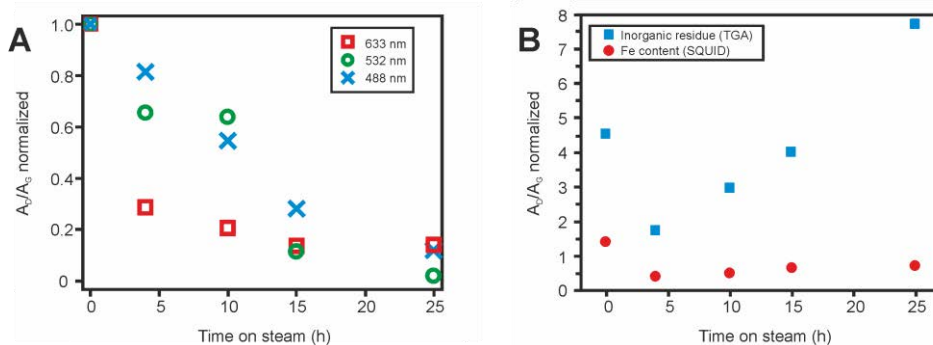 A
A_D/A_G normalized
1.0
0.8
0.6
0.4
0.2
0
633 nm
532 nm
488 nm
0 5 10 15 20 25
Time on steam (h)
B
A_D/A_G normalized
8
7
6
5
4
3
2
1
0
Inorganic residue (TGA)
Fe content (SQUID)
0 5 10 15 20 25
Time on steam (h)